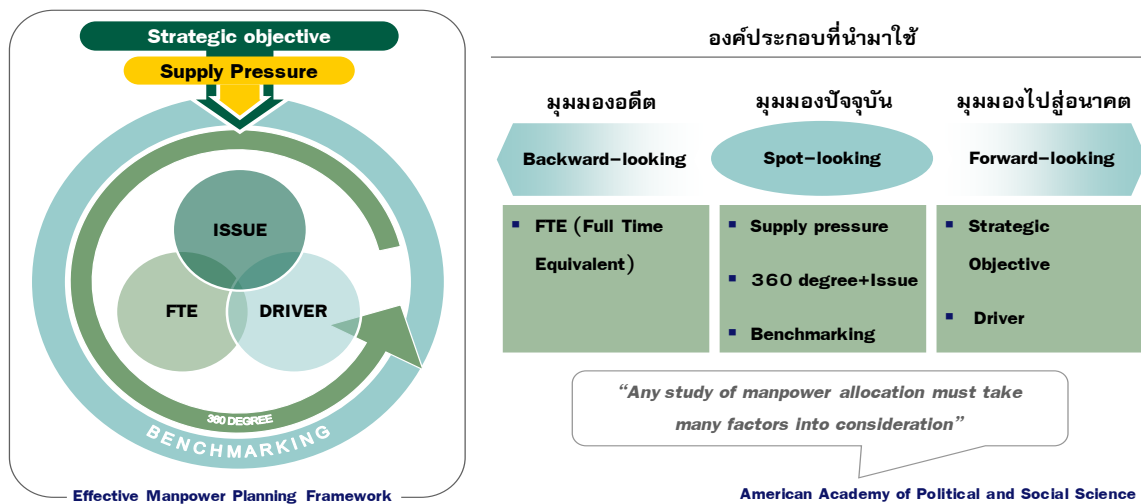 Strategic objective
Supply Pressure
ISSUE
FTE
DRIVER
360 DEGREE
BENCHMARKING
Effective Manpower Planning Framework
องค์ประกอบที่นำมาใช้
มุมมองอดีต
มุมมองปัจจุบัน
มุมมองไปสู่อนาคต
Backward-looking
Spot-looking
Forward-looking
▪ FTE (Full Time
Equivalent)
▪ Supply pressure
▪ 360 degree+Issue
▪ Benchmarking
▪ Strategic
Objective
▪ Driver
“Any study of manpower allocation must take
many factors into consideration”
American Academy of Political and Social Science